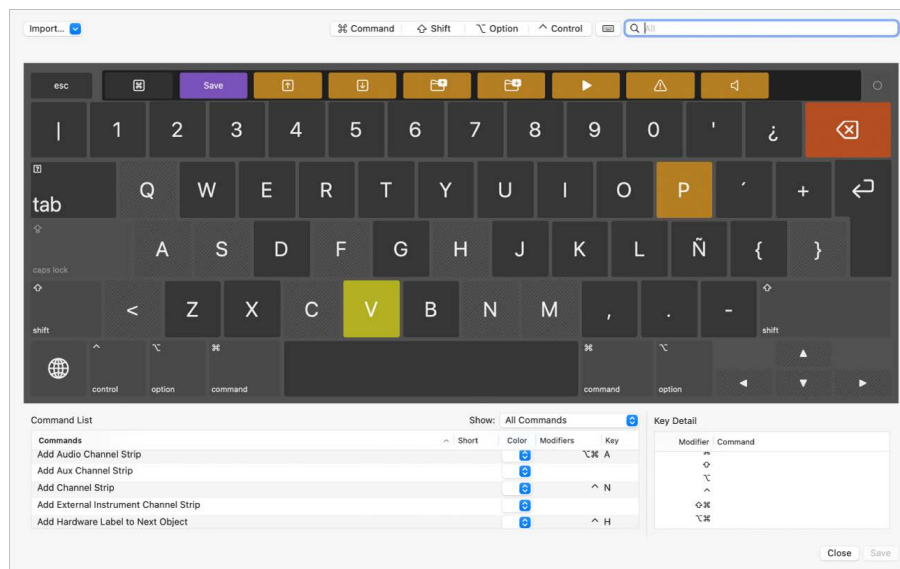 Import...
⌘ Command ⇧ Shift ⌥ Option ^ Control
All
esc Save
| 1 2 3 4 5 6 7 8 9 0 ' ¿
tab Q W E R T Y U I O P ´ +
caps lock A S D F G H J K L Ñ { }
shift < Z X C V B N M , . - shift
control option command command option
Command List Show: All Commands Key Detail
Commands Short Color Modifiers Key Modifier Command
Add Audio Channel Strip ⌥⌘ A ⌘
Add Aux Channel Strip ⇧
⌥
Add Channel Strip ^ N ^
Add External Instrument Channel Strip ⇧⌘
Add Hardware Label to Next Object ^ H ⌥⌘
Close Save